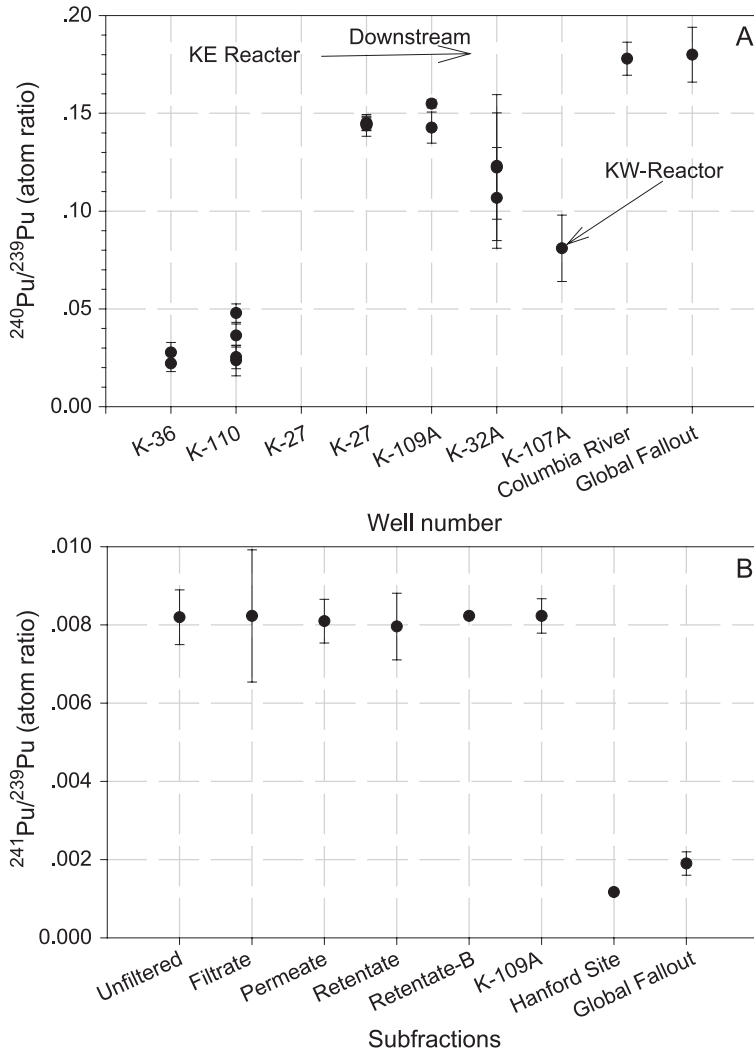 A
.20
.15
.10
.05
0.00
²⁴⁰Pu/²³⁹Pu (atom ratio)
Downstream
KE Reacter
KW-Reactor
K-36
K-110
K-27
K-27
K-109A
K-32A
K-107A
Columbia River
Global Fallout
Well number
B
0.010
.008
.006
.004
.002
0.000
²⁴¹Pu/²³⁹Pu (atom ratio)
Unfiltered
Filtrate
Permeate
Retentate
Retentate-B
K-109A
Hanford Site
Global Fallout
Subfractions